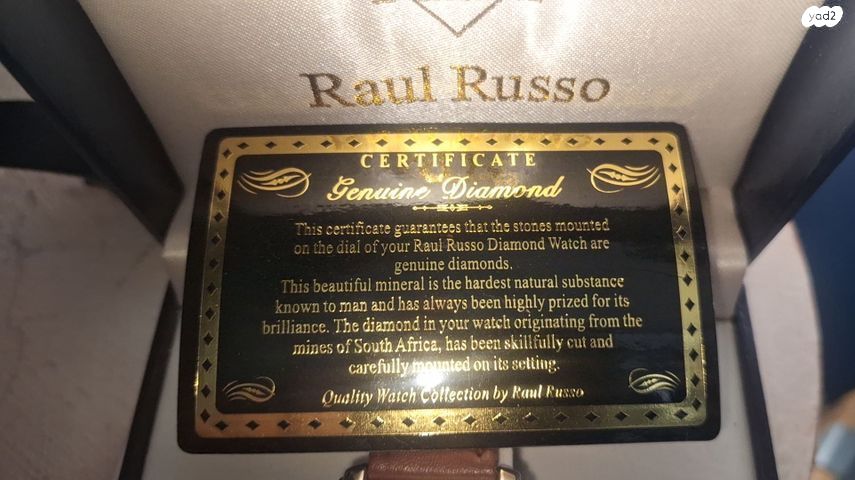 yad2
Raul Russo
CERTIFICATE
Genuine Diamond
This certificate guarantees that the stones mounted
on the dial of your Raul Russo Diamond Watch are
genuine diamonds.
This beautiful mineral is the hardest natural substance
known to man and has always been highly prized for its
brilliance. The diamond in your watch originating from the
mines of South Africa, has been skillfully cut and
carefully mounted on its setting.
Quality Watch Collection by Raul Russo